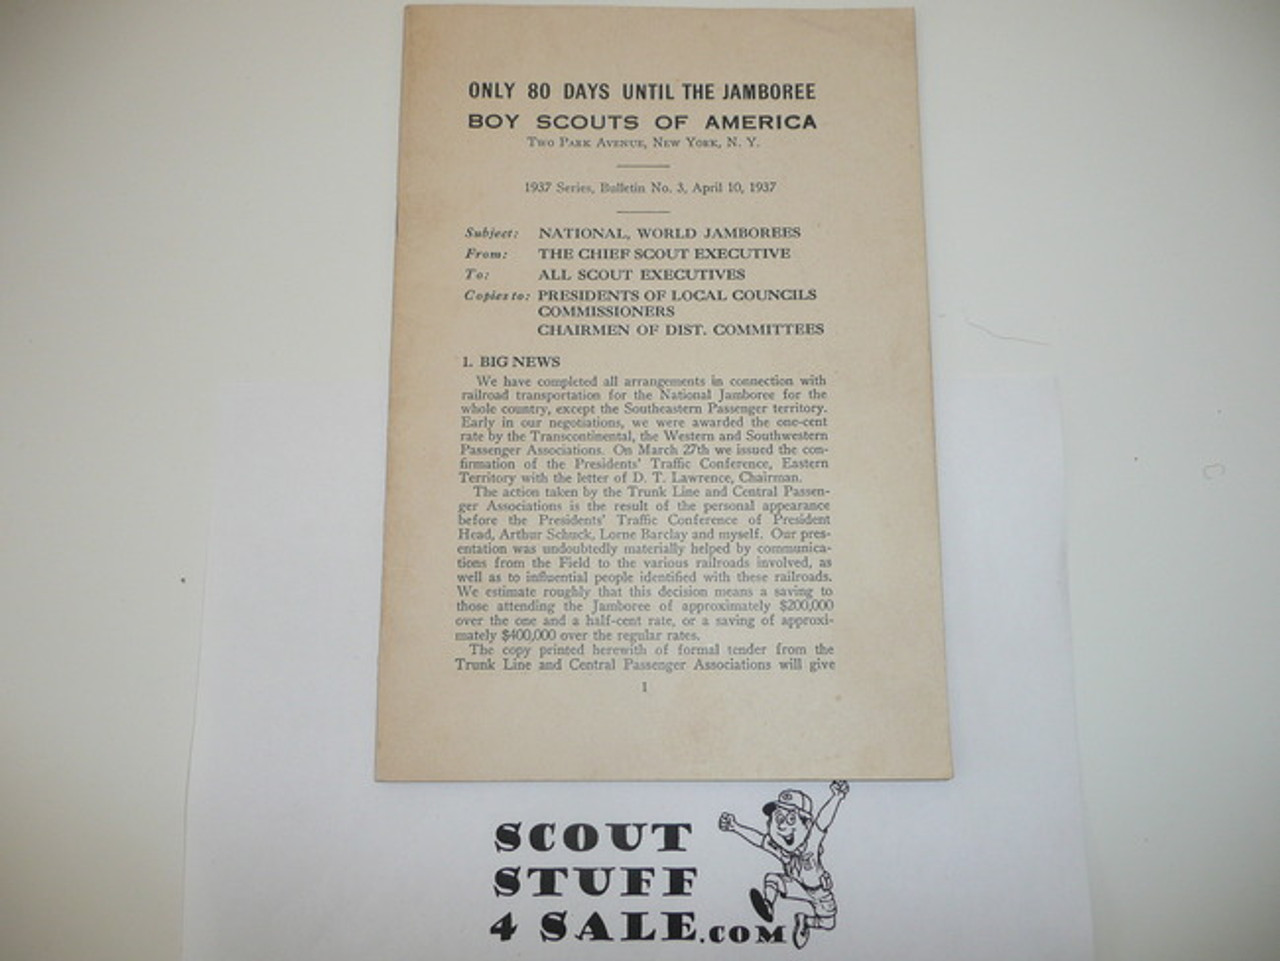 ONLY 80 DAYS UNTIL THE JAMBOREE
BOY SCOUTS OF AMERICA
Two Park Avenue, New York, N. Y.
1937 Series, Bulletin No. 3, April 10, 1937
Subject: NATIONAL, WORLD JAMBOREES
From: THE CHIEF SCOUT EXECUTIVE
To: ALL SCOUT EXECUTIVES
Copies to: PRESIDENTS OF LOCAL COUNCILS
COMMISSIONERS
CHAIRMEN OF DIST. COMMITTEES
1. BIG NEWS
We have completed all arrangements in connection with
railroad transportation for the National Jamboree for the
whole country, except the Southeastern Passenger territory.
Early in our negotiations, we were awarded the one-cent
rate by the Transcontinental, the Western and Southwestern
Passenger Associations. On March 27th we issued the con-
firmation of the Presidents' Traffic Conference, Eastern
Territory with the letter of D. T. Lawrence, Chairman.
The action taken by the Trunk Line and Central Passen-
ger Associations is the result of the personal appearance
before the Presidents' Traffic Conference of President
Head, Arthur Schuck, Lorne Barclay and myself. Our pres-
entation was undoubtedly materially helped by communica-
tions from the Field to the various railroads involved, as
well as to influential people identified with these railroads.
We estimate roughly that this decision means a saving to
those attending the Jamboree of approximately $200,000
over the one and a half-cent rate, or a saving of approxi-
mately $400,000 over the regular rates.
The copy printed herewith of formal tender from the
Trunk Line and Central Passenger Associations will give
1
SCOUT
STUFF
4 SALE.COM